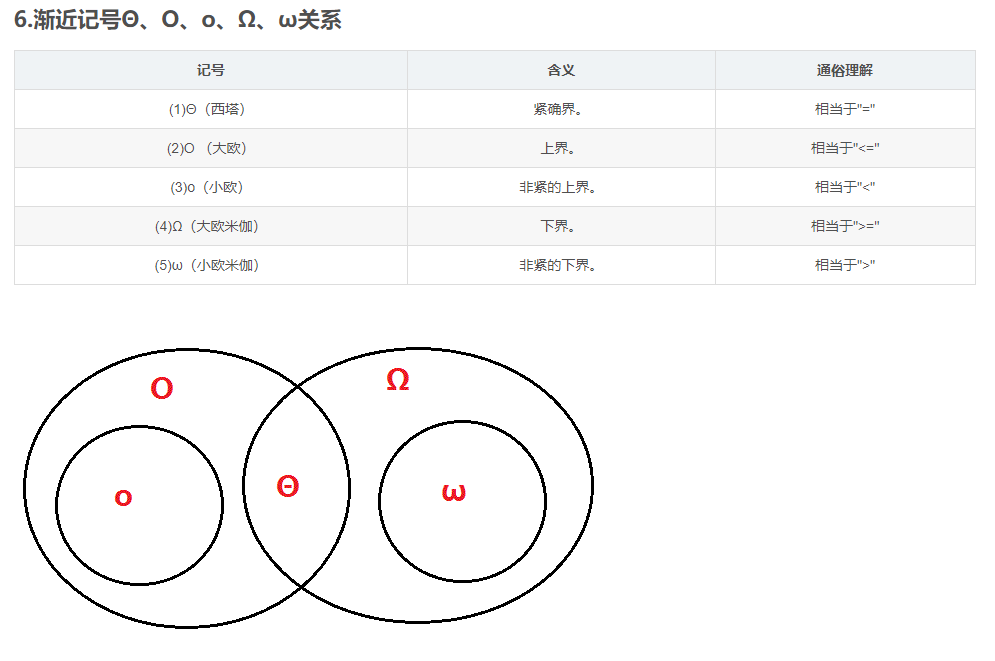 6.渐近记号Θ、O、o、Ω、ω关系
记号 含义 通俗理解
(1)Θ（西塔） 紧确界。 相当于"="
(2)O （大欧） 上界。 相当于"<="
(3)o（小欧） 非紧的上界。 相当于"<"
(4)Ω（大欧米伽） 下界。 相当于">="
(5)ω（小欧米伽） 非紧的下界。 相当于">"
O Ω
o Θ ω